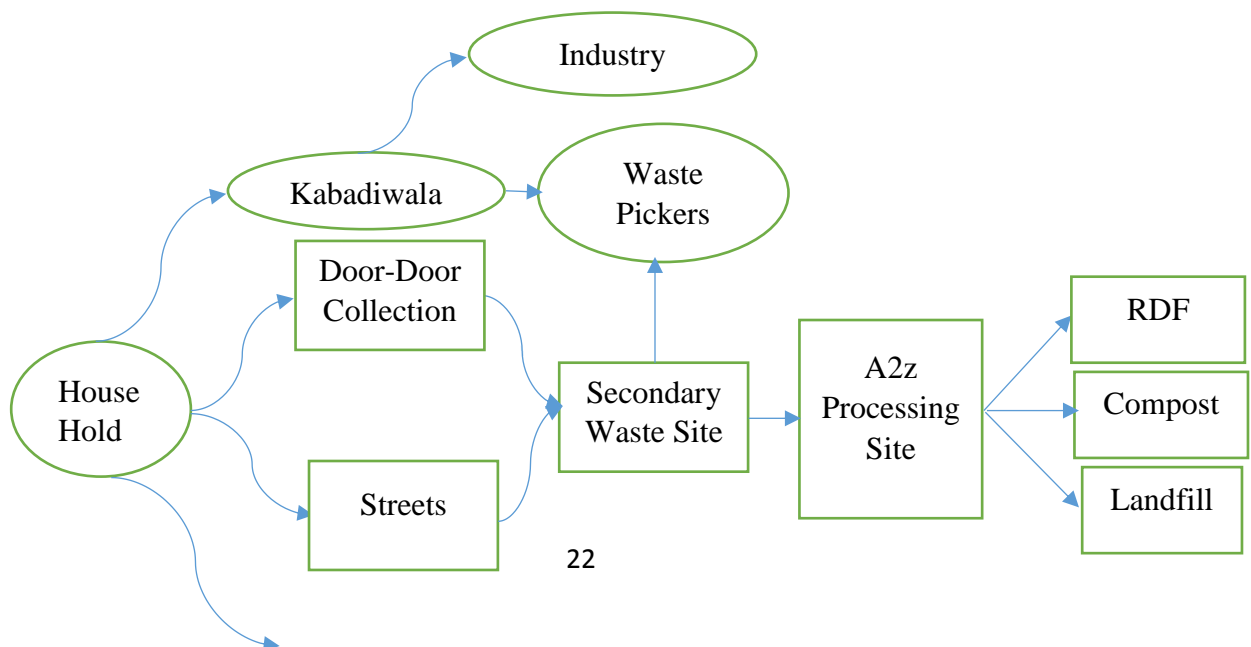 Industry
Kabadiwala
Waste
Pickers
Door-Door
Collection
House
Hold
Streets
Secondary
Waste Site
A2z
Processing
Site
RDF
Compost
Landfill
22